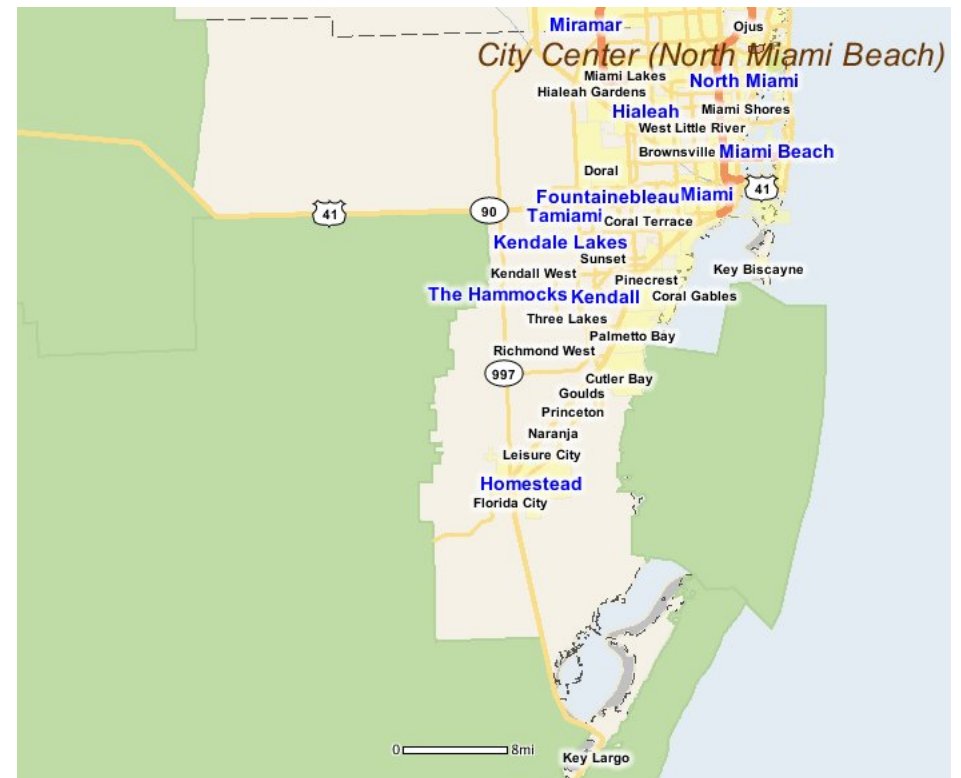 Miramar
Ojus
City Center (North Miami Beach)
Miami Lakes
North Miami
Hialeah Gardens
Hialeah
Miami Shores
West Little River
Brownsville
Miami Beach
Doral
41
Fountainebleau
Miami
41
90
Tamiami
Coral Terrace
Kendale Lakes
Sunset
Kendall West
Key Biscayne
Pinecrest
The Hammocks
Kendall
Coral Gables
Three Lakes
Palmetto Bay
Richmond West
997
Cutler Bay
Goulds
Princeton
Naranja
Leisure City
Homestead
Florida City
0
8mi
Key Largo